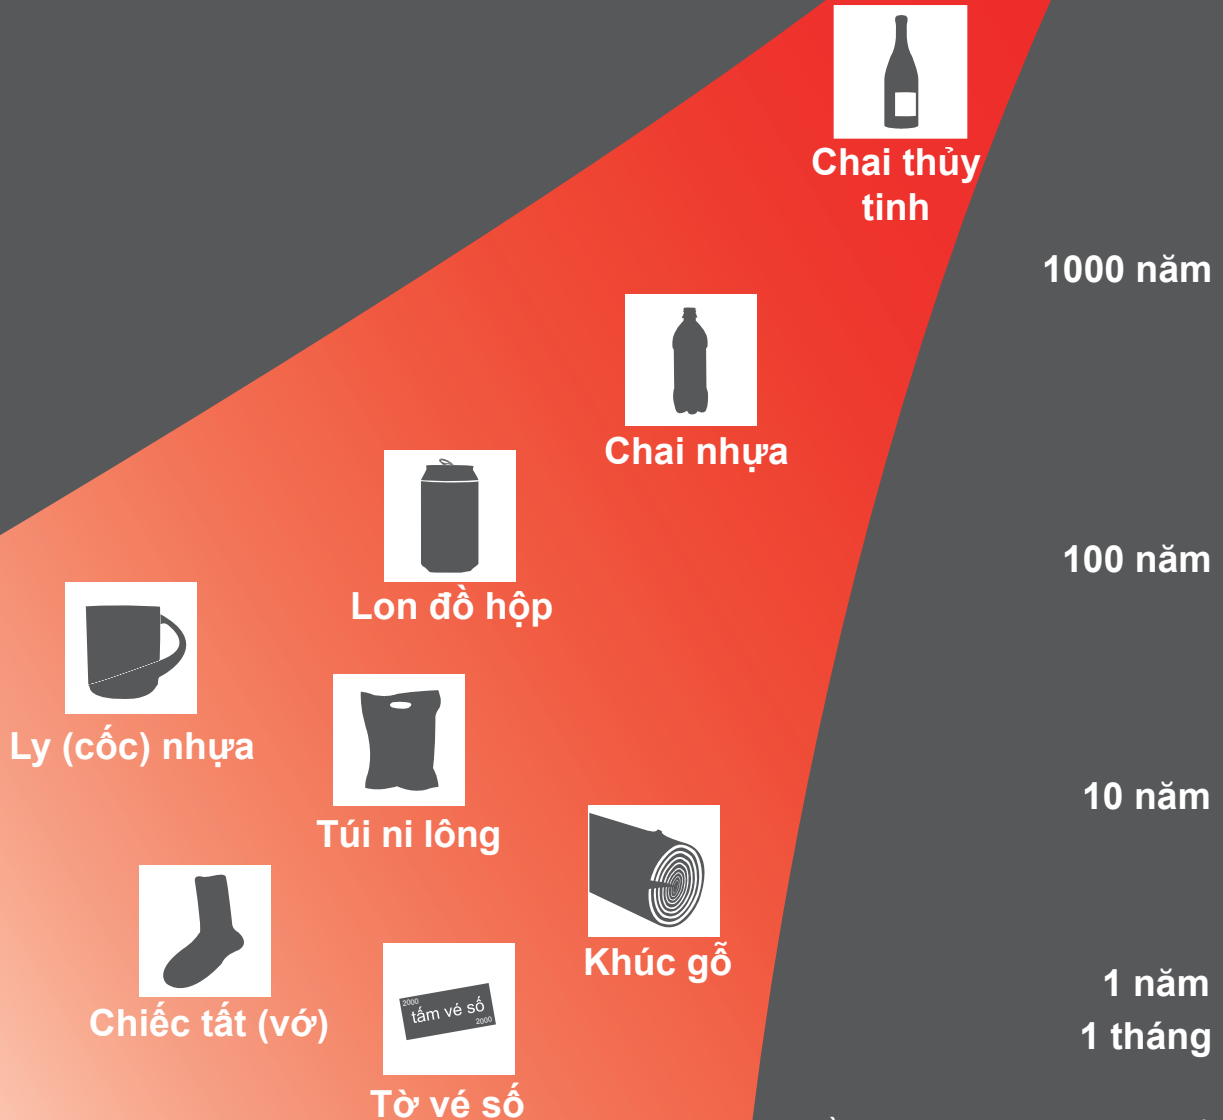 Chai thủy
tinh
1000 năm
Chai nhựa
100 năm
Lon đồ hộp
Ly (cốc) nhựa
10 năm
Túi ni lông
Khúc gỗ
1 năm
2000
tấm vé số
2000
Chiếc tất (vớ)
1 tháng
Tờ vé số